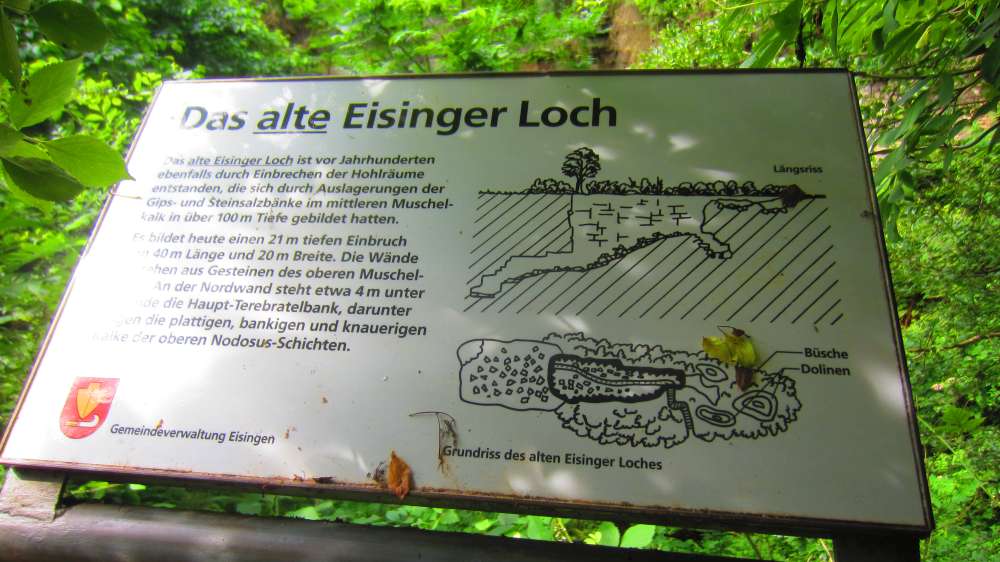 Das alte Eisinger Loch
Das alte Eisinger Loch ist vor Jahrhunderten
ebenfalls durch Einbrechen der Hohlräume
entstanden, die sich durch Auslagerungen der
Gips- und Steinsalzbänke im mittleren Muschel-
kalk in über 100 m Tiefe gebildet hatten.
Es bildet heute einen 21 m tiefen Einbruch
40 m Länge und 20 m Breite. Die Wände
aus Gesteinen des oberen Muschel-
An der Nordwand steht etwa 4 m unter
die Haupt-Terebratelbank, darunter
die plattigen, bankigen und knauerigen
Kalke der oberen Nodosus-Schichten.
Gemeindeverwaltung Eisingen
Längsriss
Büsche
Dolinen
Grundriss des alten Eisinger Loches